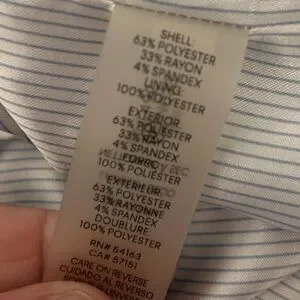 SHELL:
63% POLYESTER
33% RAYON
4% SPANDEX
LINING:
100% POLYESTER
EXTERIOR:
63% POLIESTER
33% RAYON
4% SPANDEX
FORRO:
100% POLIESTER
EXTERIEUR:
63% POLYESTER
33% RAYONNE
4% SPANDEX
DOUBLURE:
100% POLYESTER
RN# 54163
CA# 57151
CARE ON REVERSE
CUIDADO AL REVERSO